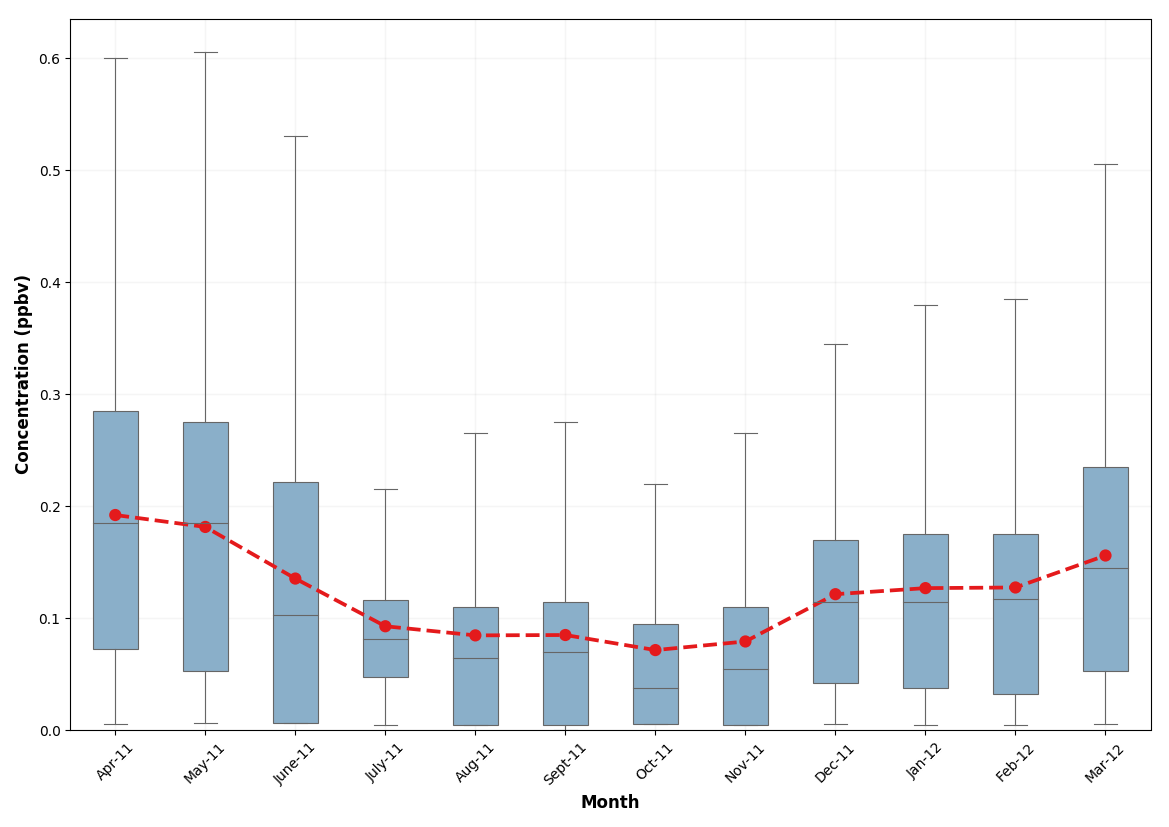 0.6
0.5
0.4
0.3
0.2
0.1
0.0
Concentration (ppbv)
Apr-11
May-11
June-11
July-11
Aug-11
Sept-11
Oct-11
Nov-11
Dec-11
Jan-12
Feb-12
Mar-12
Month